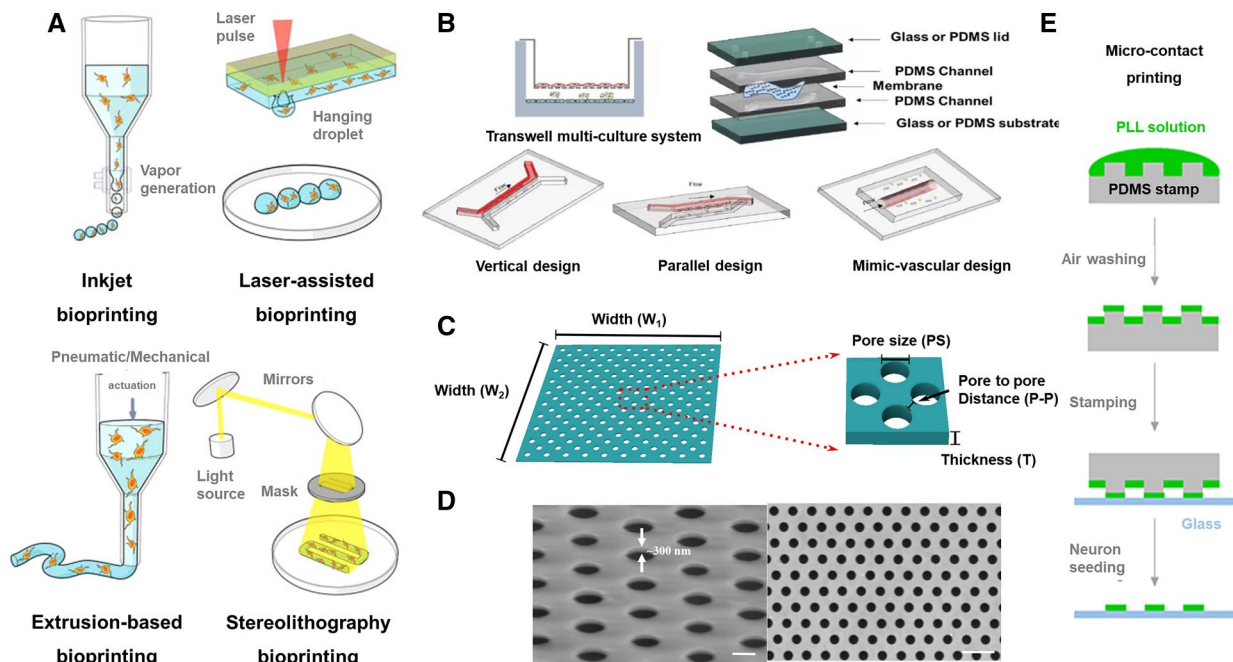 A
Laser
pulse
Hanging
droplet
Vapor
generation
Inkjet
bioprinting
Laser-assisted
bioprinting
Pneumatic/Mechanical
actuation
Mirrors
Light
source
Mask
Extrusion-based
bioprinting
Stereolithography
bioprinting
B
Transwell multi-culture system
Glass or PDMS lid
PDMS Channel
Membrane
PDMS Channel
Glass or PDMS substrate
Flow
Vertical design
Flow
Parallel design
Mimic-vascular design
C
Width (W1)
Width (W2)
Pore size (PS)
Pore to pore
Distance (P-P)
Thickness (T)
D
~300 nm
E
Micro-contact
printing
PLL solution
PDMS stamp
Air washing
Stamping
Glass
Neuron
seeding